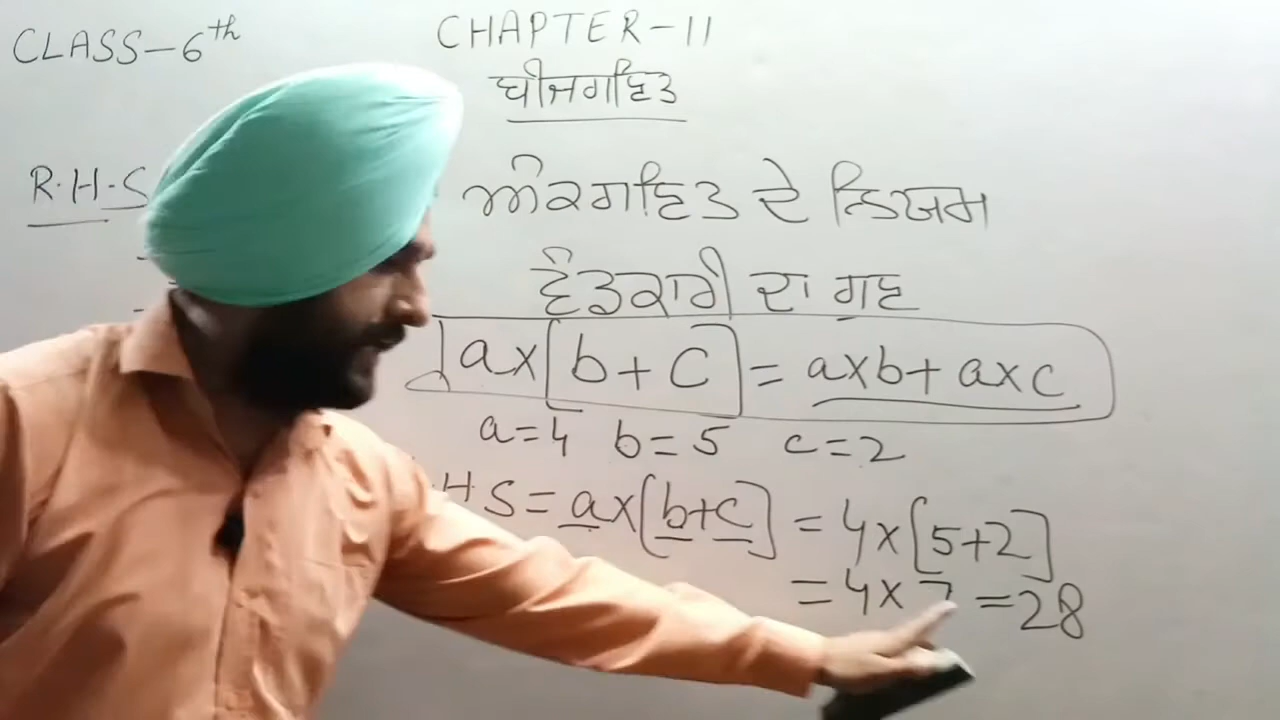 CLASS-6th
CHAPTER-11
ਬੀਜਗਣਿਤ
R.H.S
ਅੰਕਗਣਿਤ ਦੇ ਨਿਯਮ
ਵੰਡਕਾਰੀ ਦਾ ਗੁਣ
a×[b+c] = a×b+a×c
a=4 b=5 c=2
H.S = a×[b+c] = 4×[5+2]
= 4×7 =28